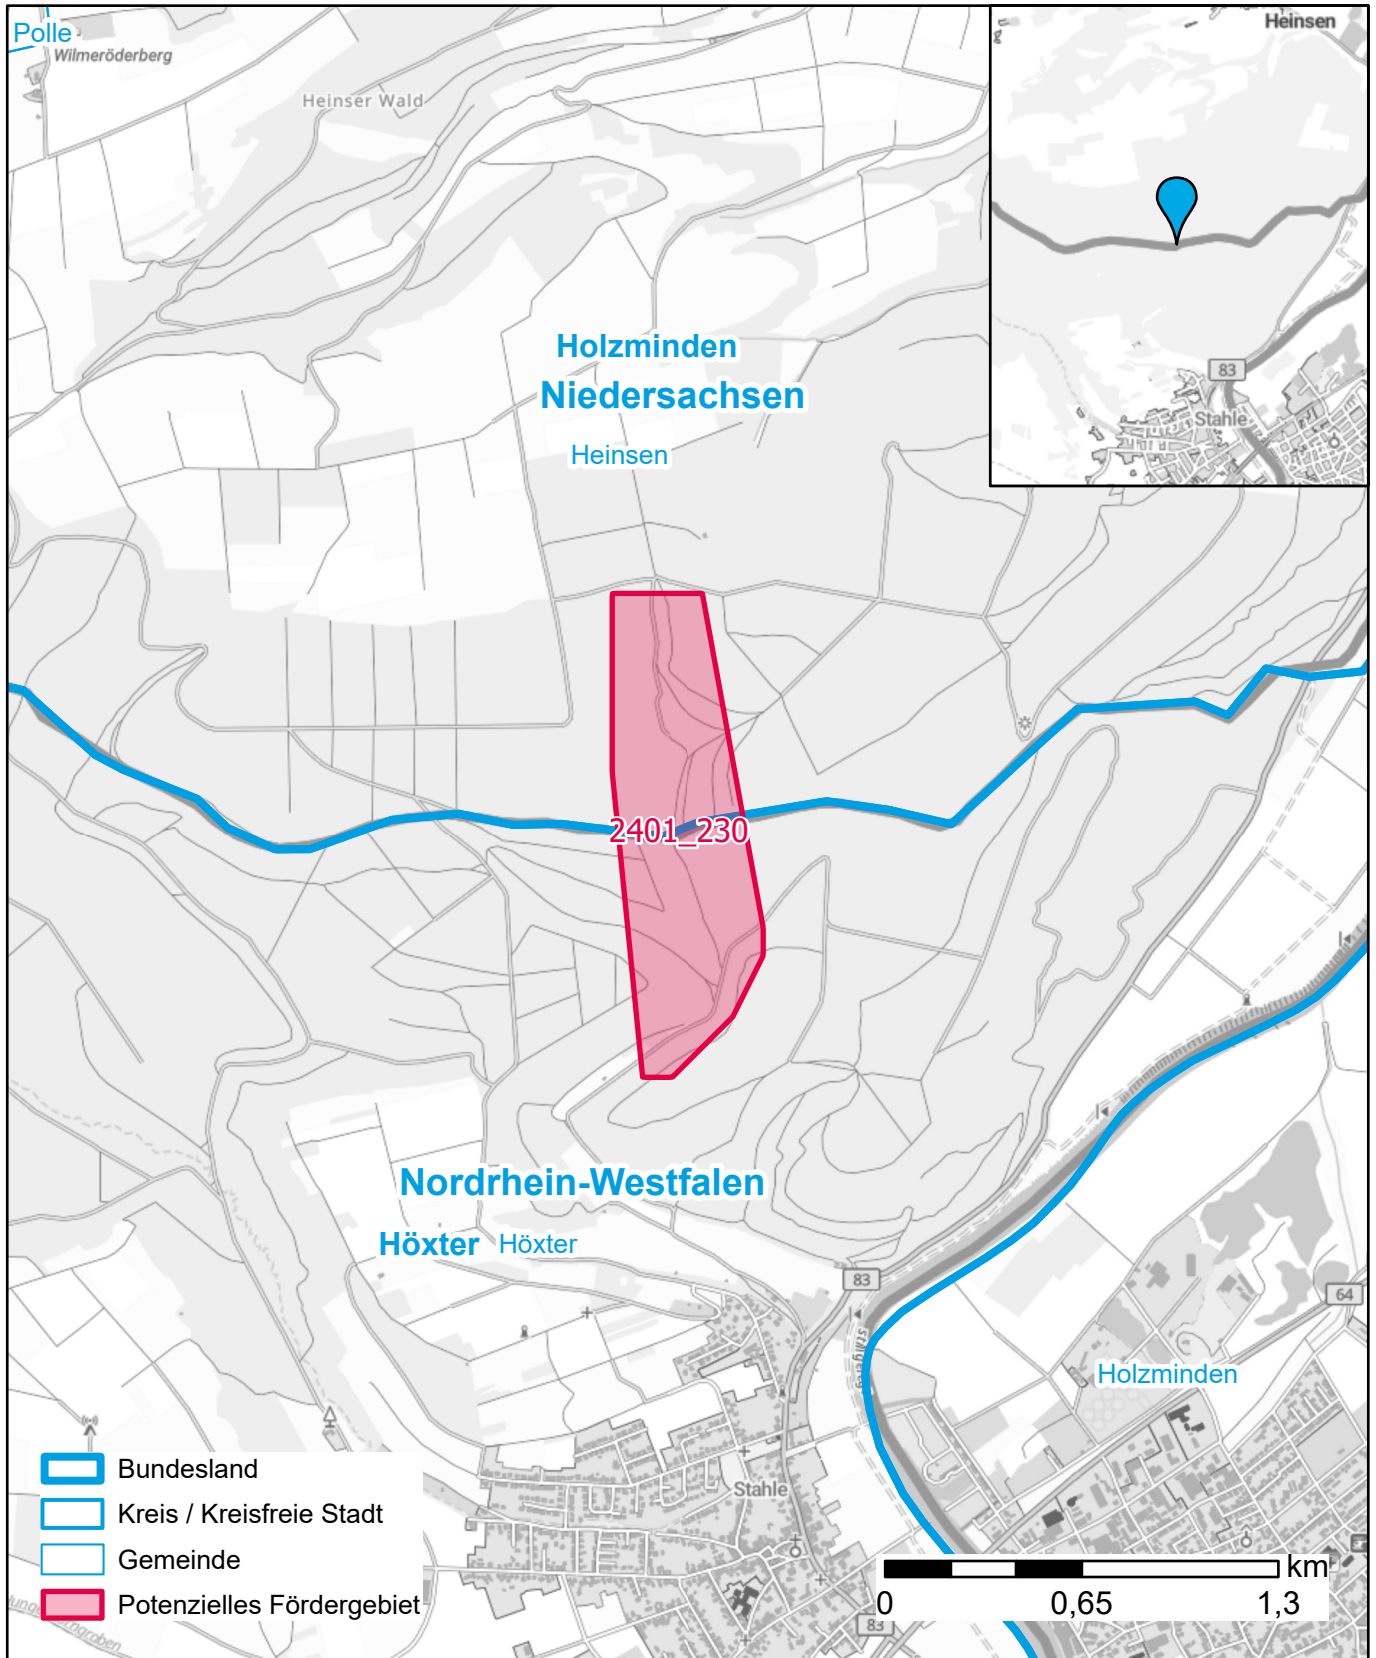 Polle
Wilmeröderberg
Heinser Wald
Heinsen
83
Stahle
Holzminden
Niedersachsen
Heinsen
2401_230
Nordrhein-Westfalen
Höxter Höxter
83
64
Holzminden
Stahle
83
Bundesland
Kreis / Kreisfreie Stadt
Gemeinde
Potenzielles Fördergebiet
km
0 0,65 1,3